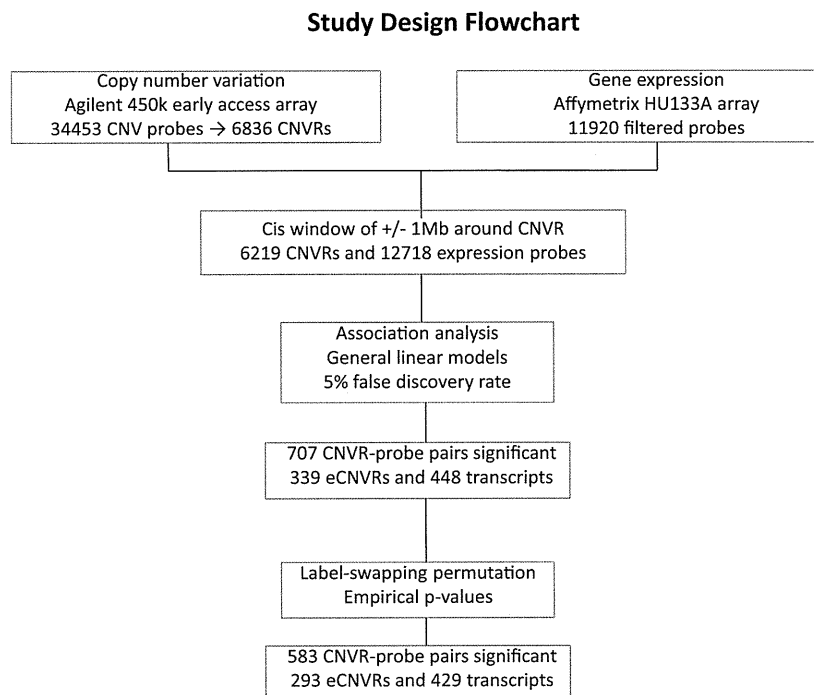 Study Design Flowchart
Copy number variation
Agilent 450k early access array
34453 CNV probes → 6836 CNVRs
Gene expression
Affymetrix HU133A array
11920 filtered probes
Cis window of +/- 1Mb around CNVR
6219 CNVRs and 12718 expression probes
Association analysis
General linear models
5% false discovery rate
707 CNVR-probe pairs significant
339 eCNVRs and 448 transcripts
Label-swapping permutation
Empirical p-values
583 CNVR-probe pairs significant
293 eCNVRs and 429 transcripts